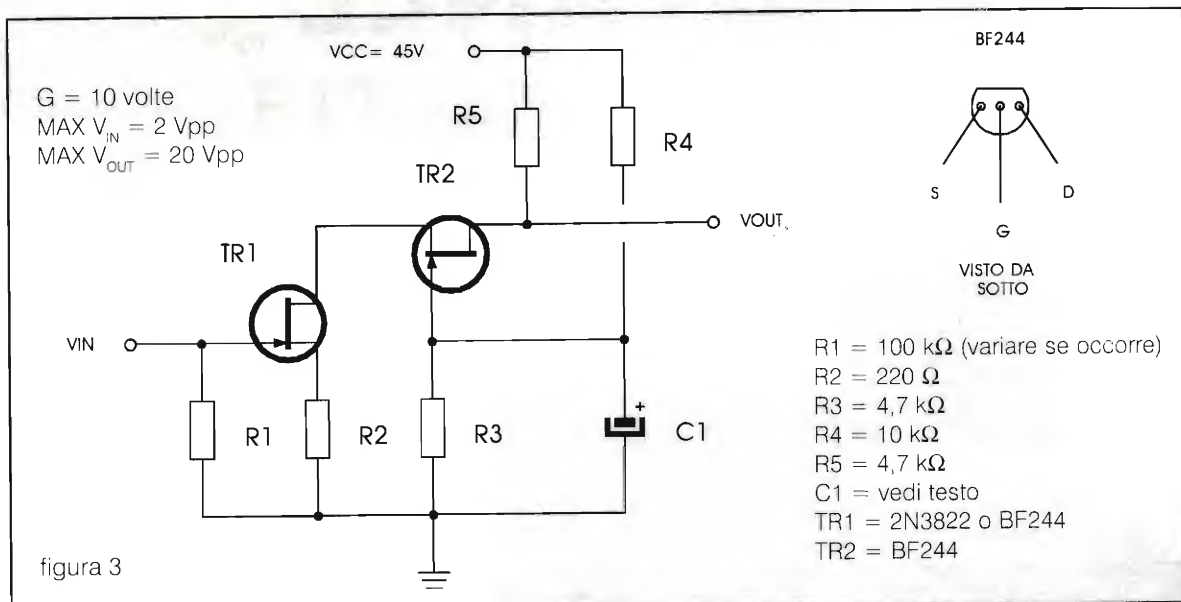 VCC= 45V
BF244
G = 10 volte
MAX V_IN = 2 Vpp
MAX V_OUT = 20 Vpp
R5
R4
TR2
S
D
VOUT
G
TR1
VISTO DA
SOTTO
VIN
R1 = 100 kΩ (variare se occorre)
R2 = 220 Ω
R3 = 4,7 kΩ
R4 = 10 kΩ
R5 = 4,7 kΩ
C1 = vedi testo
TR1 = 2N3822 o BF244
TR2 = BF244
+
R1
R2
R3
C1
figura 3